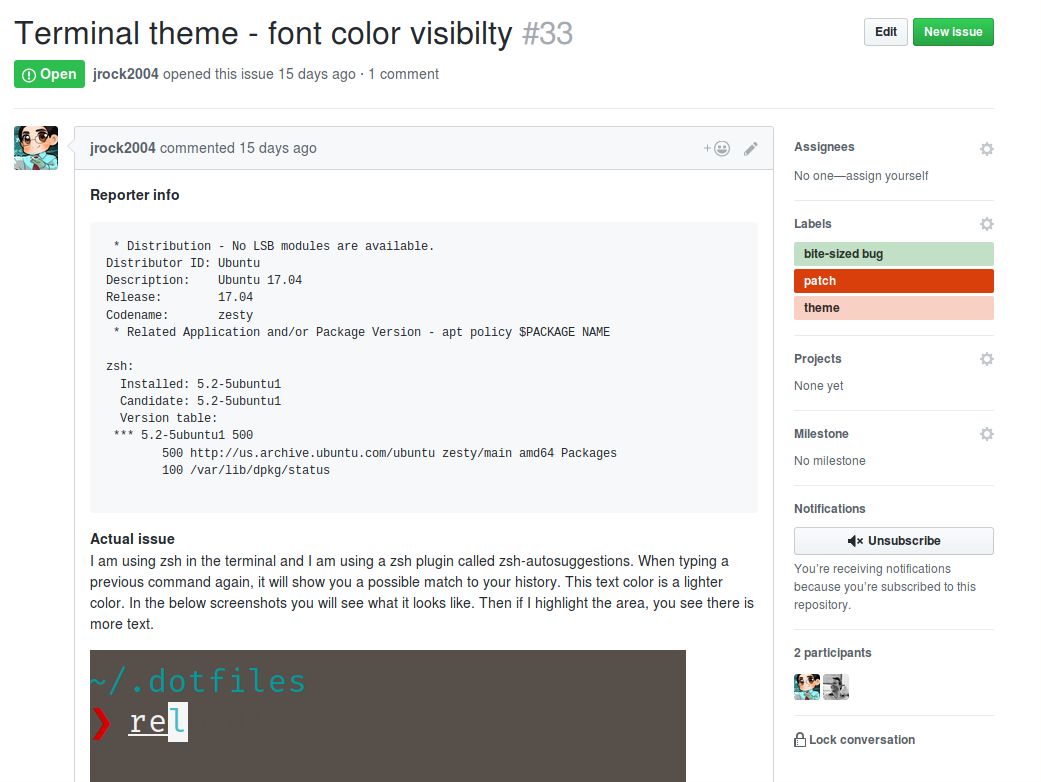 Terminal theme - font color visibilty #33
Edit
New issue
Open
jrock2004 opened this issue 15 days ago · 1 comment
jrock2004 commented 15 days ago
Reporter info
* Distribution - No LSB modules are available.
Distributor ID: Ubuntu
Description:    Ubuntu 17.04
Release:        17.04
Codename:       zesty
* Related Application and/or Package Version - apt policy $PACKAGE NAME
zsh:
Installed: 5.2-5ubuntu1
Candidate: 5.2-5ubuntu1
Version table:
*** 5.2-5ubuntu1 500
500 http://us.archive.ubuntu.com/ubuntu zesty/main amd64 Packages
100 /var/lib/dpkg/status
Actual issue
I am using zsh in the terminal and I am using a zsh plugin called zsh-autosuggestions. When typing a
previous command again, it will show you a possible match to your history. This text color is a lighter
color. In the below screenshots you will see what it looks like. Then if I highlight the area, you see there is
more text.
~/.dotfiles
❯ rel
Assignees
No one—assign yourself
Labels
bite-sized bug
patch
theme
Projects
None yet
Milestone
No milestone
Notifications
Unsubscribe
You're receiving notifications
because you're subscribed to this
repository.
2 participants
Lock conversation